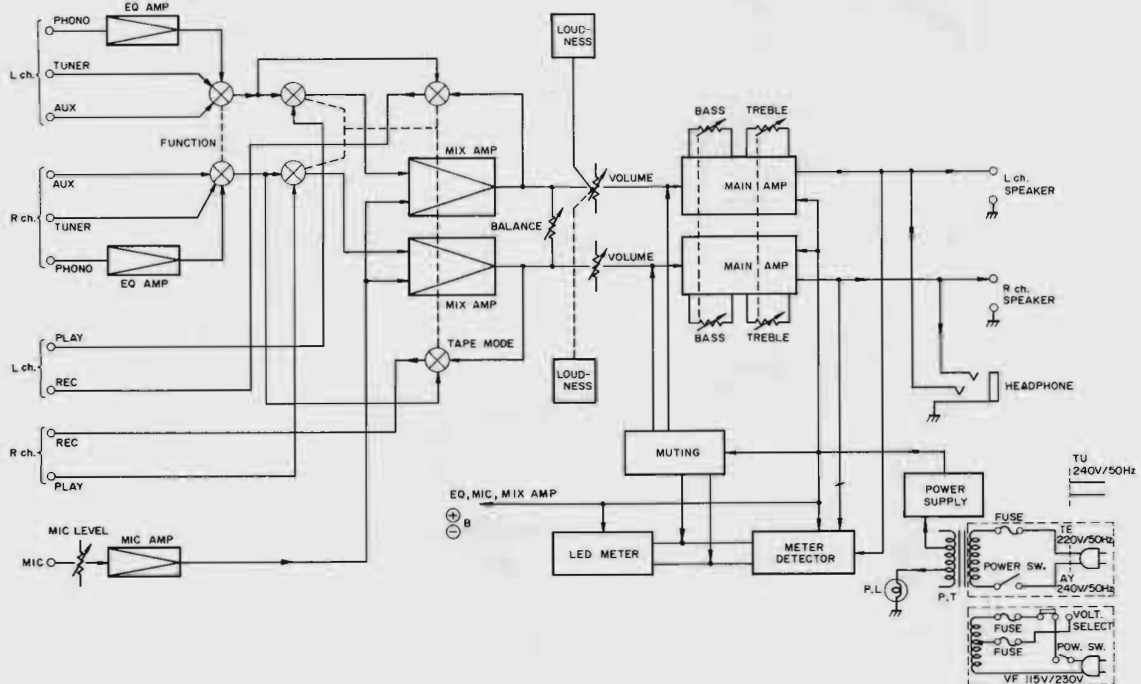 EQ AMP
PHONO
L ch.
TUNER
AUX
FUNCTION
AUX
R ch.
TUNER
PHONO
EQ AMP
PLAY
L ch.
REC
REC
R ch.
PLAY
MIC LEVEL
MIC AMP
MIC
MIX AMP
MIX AMP
TAPE MODE
LOUD-
NESS
VOLUME
BALANCE
VOLUME
LOUD-
NESS
BASS
TREBLE
MAIN AMP
MAIN AMP
BASS
TREBLE
L ch.
SPEAKER
R ch.
SPEAKER
HEADPHONE
MUTING
EQ, MIC, MIX AMP
⊕
⊖
B
LED METER
METER
DETECTOR
POWER
SUPPLY
TU
240V/50Hz
FUSE
TE
220V/50Hz
POWER SW.
AY
240V/50Hz
P.L
P.T
VOLT.
SELECT
FUSE
FUSE
POW. SW.
VF 115V/230V